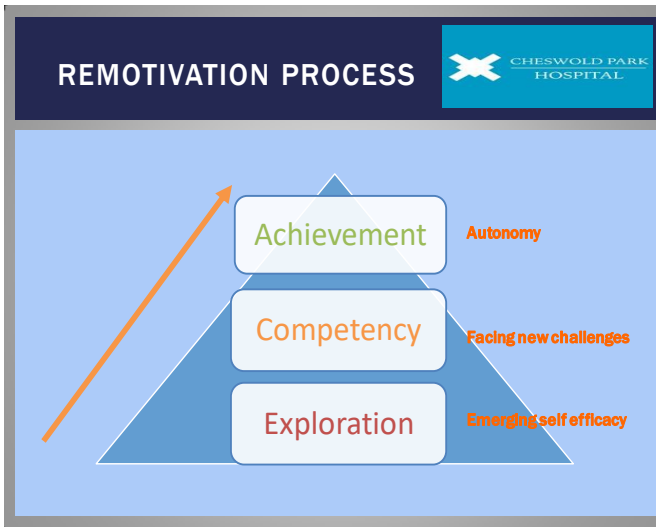 REMOTIVATION PROCESS
CHESWOLD PARK
HOSPITAL
Achievement
Autonomy
Competency
Facing new challenges
Exploration
Emerging self efficacy